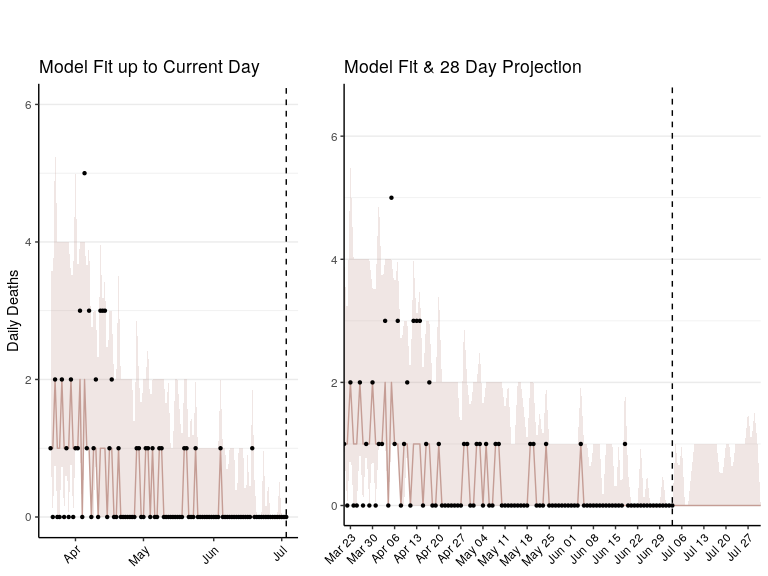 Model Fit up to Current Day
Daily Deaths
6
4
2
0
Apr
May
Jun
Jul
Model Fit & 28 Day Projection
6
4
2
0
Mar 23
Mar 30
Apr 06
Apr 13
Apr 20
Apr 27
May 04
May 11
May 18
May 25
Jun 01
Jun 08
Jun 15
Jun 22
Jun 29
Jul 06
Jul 13
Jul 20
Jul 27